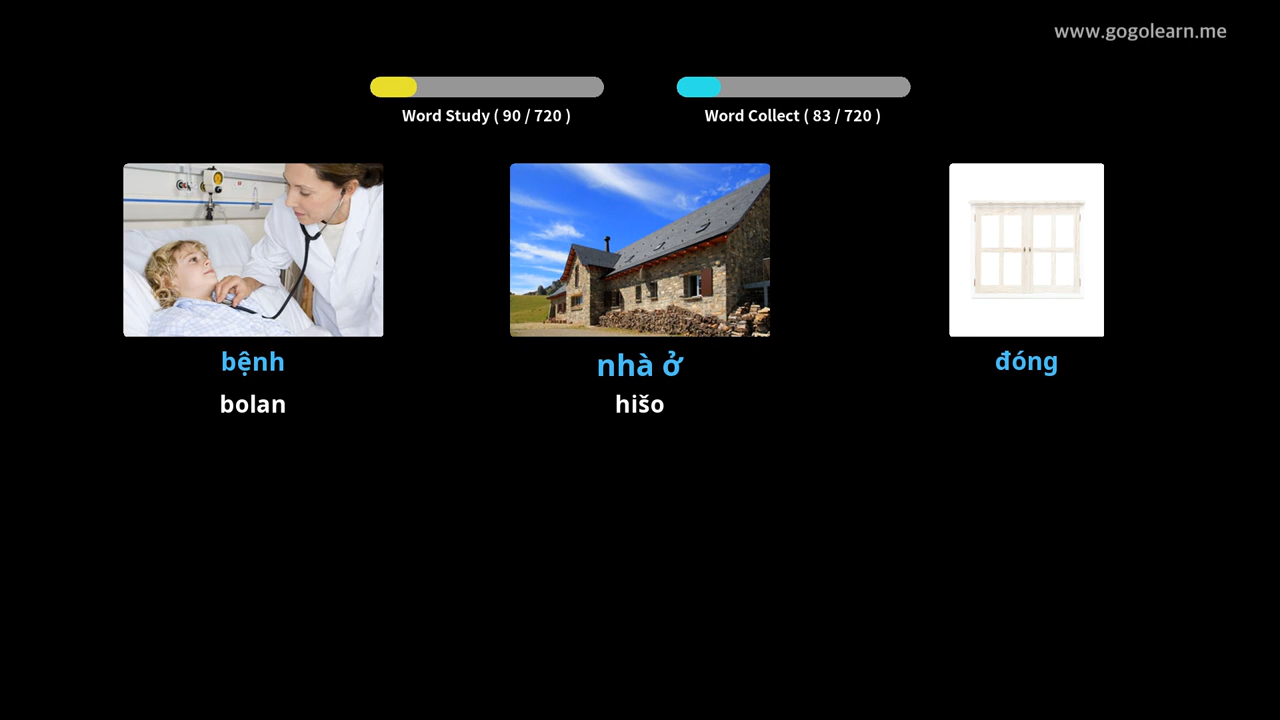 www.gogolearn.me
Word Study ( 90 / 720 )
Word Collect ( 83 / 720 )
bệnh
nhà ở
đóng
bolan
hišo